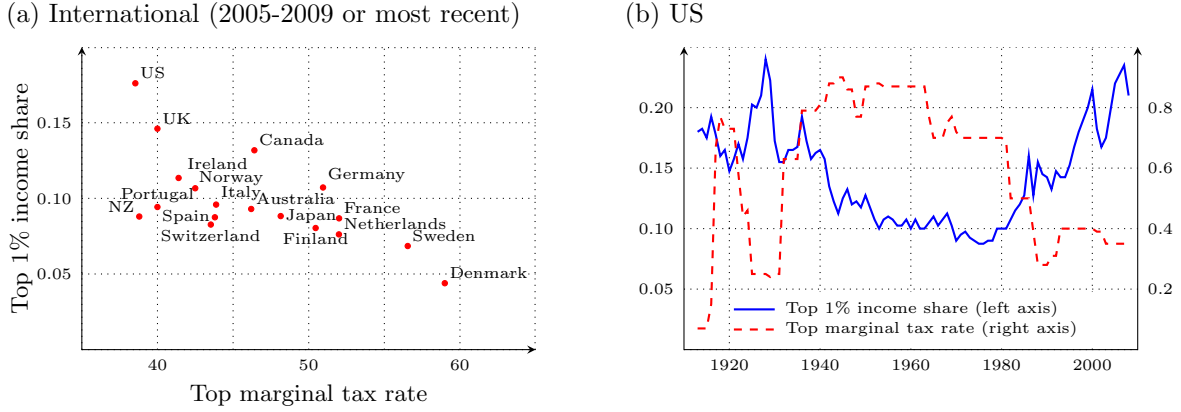 (a) International (2005-2009 or most recent)
Top 1% income share
0.15
0.10
0.05
US
UK
Canada
Ireland
Norway
Germany
Portugal
Italy
Australia
NZ
Spain
Japan
France
Switzerland
Finland
Netherlands
Sweden
Denmark
40
50
60
Top marginal tax rate
(b) US
0.20
0.15
0.10
0.05
0.8
0.6
0.4
0.2
Top 1% income share (left axis)
Top marginal tax rate (right axis)
1920
1940
1960
1980
2000